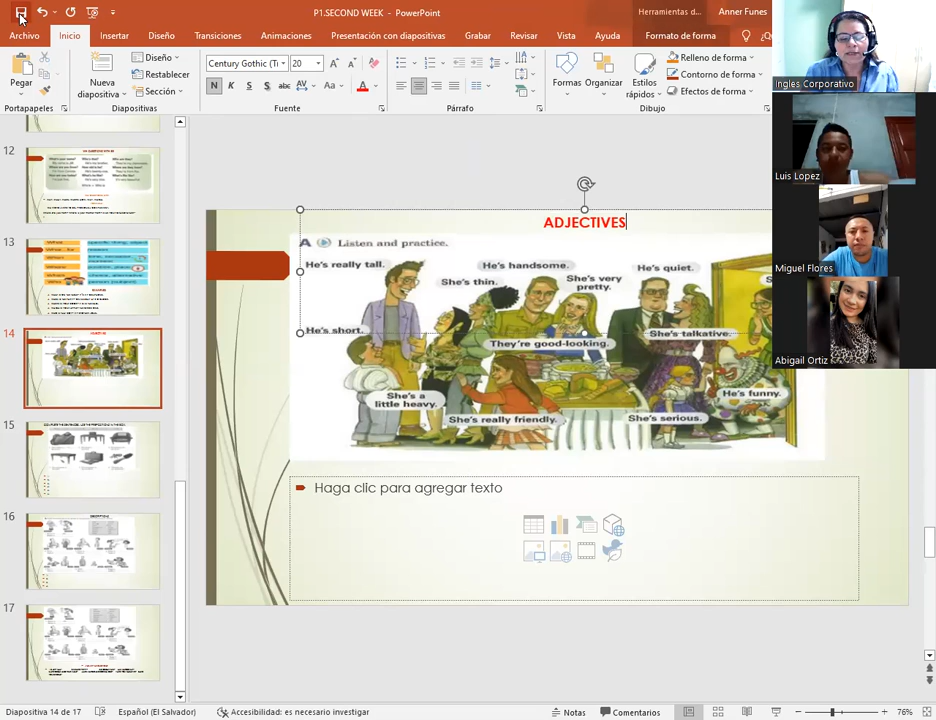 P1.SECOND WEEK - PowerPoint
Herramientas d...
Anner Funes
Archivo
Inicio
Insertar
Diseño
Transiciones
Animaciones
Presentación con diapositivas
Grabar
Revisar
Vista
Ayuda
Formato de forma
Pegar
Nueva
diapositiva
Diseño
Restablecer
Sección
Century Gothic (Tí
20
Formas
Organizar
Estilos
rápidos
Relleno de forma
Contorno de forma
Efectos de forma
Portapapeles
Diapositivas
Fuente
Párrafo
Dibujo
Ingles Corporativo
Luis Lopez
Miguel Flores
Abigail Ortiz
12
13
14
15
16
17
ADJECTIVES
A Listen and practice.
He's really tall.
He's handsome.
He's quiet.
She's thin.
She's very
pretty.
He's short.
She's talkative.
They're good-looking.
She's a
little heavy.
He's funny.
She's really friendly.
She's serious.
Haga clic para agregar texto
Diapositiva 14 de 17
Español (El Salvador)
Accesibilidad: es necesario investigar
Notas
Comentarios
76%